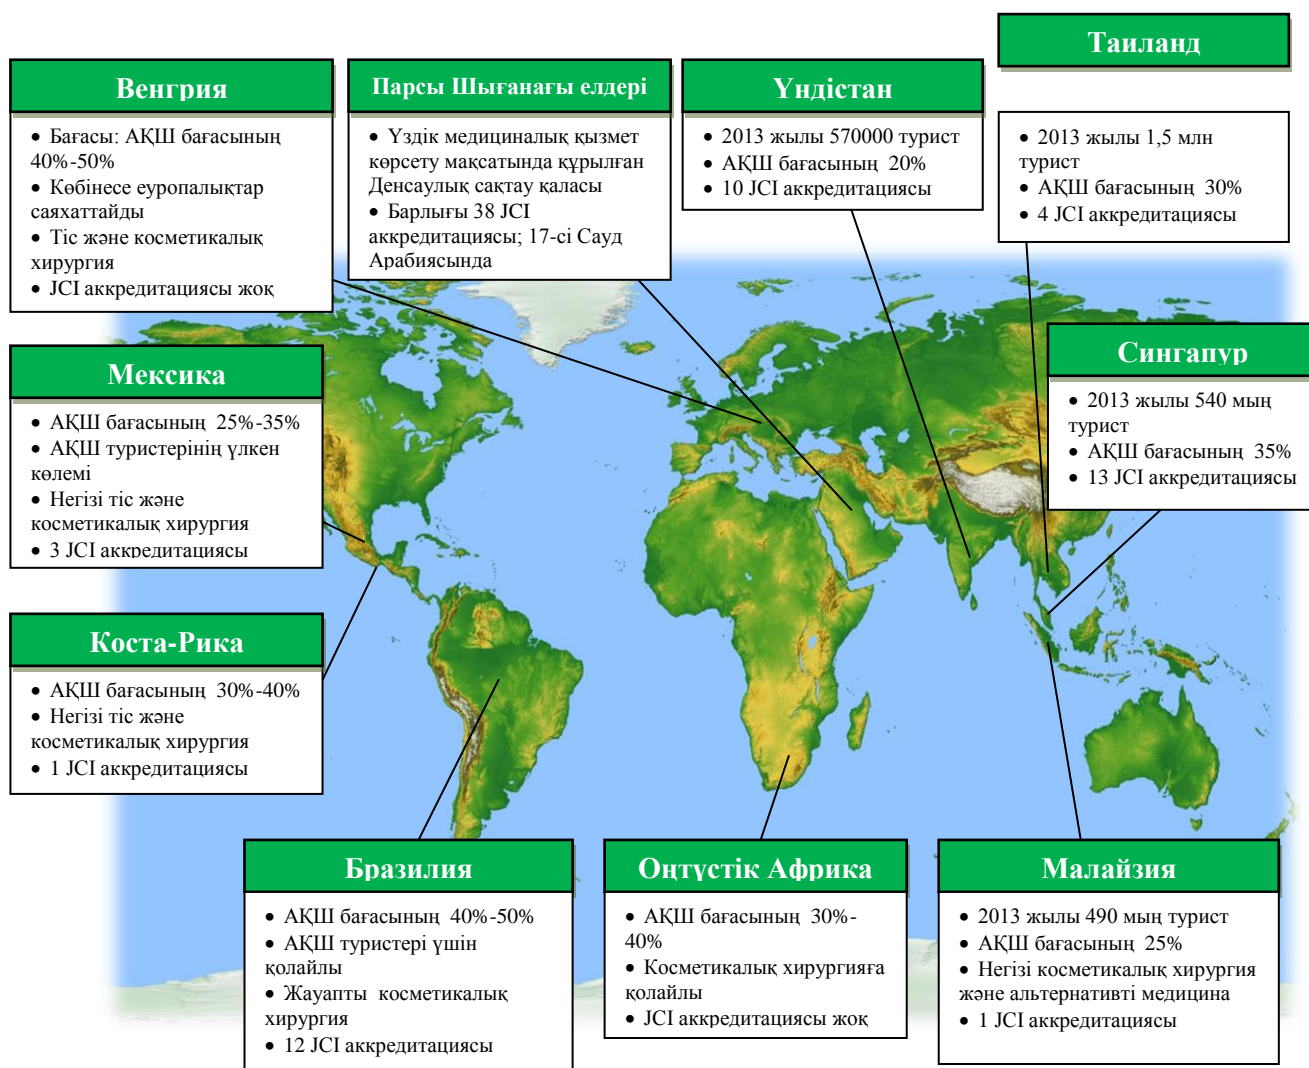 Венгрия
• Бағасы: АҚШ бағасының
40%-50%
• Көбінесе еуропалықтар
саяхаттайды
• Тіс және косметикалық
хирургия
• JCI аккредитациясы жоқ
Парсы Шығанағы елдері
• Үздік медициналық қызмет
көрсету мақсатында құрылған
Денсаулық сақтау қаласы
• Барлығы 38 JCI
аккредитациясы; 17-сі Сауд
Арабиясында
Үндістан
• 2013 жылы 570000 турист
• АҚШ бағасының 20%
• 10 JCI аккредитациясы
Таиланд
• 2013 жылы 1,5 млн
турист
• АҚШ бағасының 30%
• 4 JCI аккредитациясы
Мексика
• АҚШ бағасының 25%-35%
• АҚШ туристерінің үлкен
көлемі
• Негізі тіс және
косметикалық хирургия
• 3 JCI аккредитациясы
Сингапур
• 2013 жылы 540 мың
турист
• АҚШ бағасының 35%
• 13 JCI аккредитациясы
Коста-Рика
• АҚШ бағасының 30%-40%
• Негізі тіс және
косметикалық хирургия
• 1 JCI аккредитациясы
Бразилия
• АҚШ бағасының 40%-50%
• АҚШ туристері үшін
қолайлы
• Жауапты косметикалық
хирургия
• 12 JCI аккредитациясы
Оңтүстік Африка
• АҚШ бағасының 30%-
40%
• Косметикалық хирургияға
қолайлы
• JCI аккредитациясы жоқ
Малайзия
• 2013 жылы 490 мың турист
• АҚШ бағасының 25%
• Негізі косметикалық хирургия
және альтернативті медицина
• 1 JCI аккредитациясы